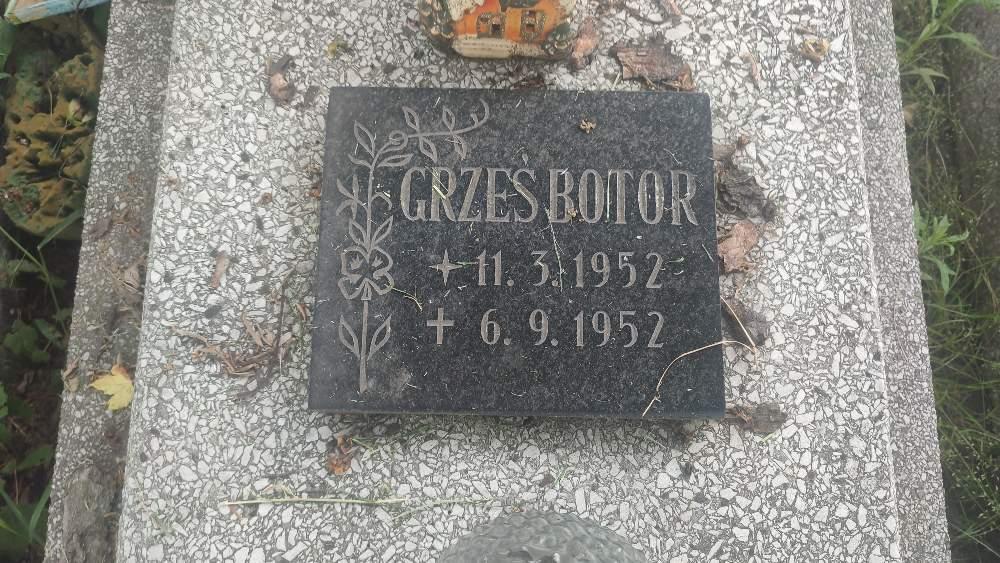 GRZEŚ BOTOR
11. 3. 1952
6. 9. 1952